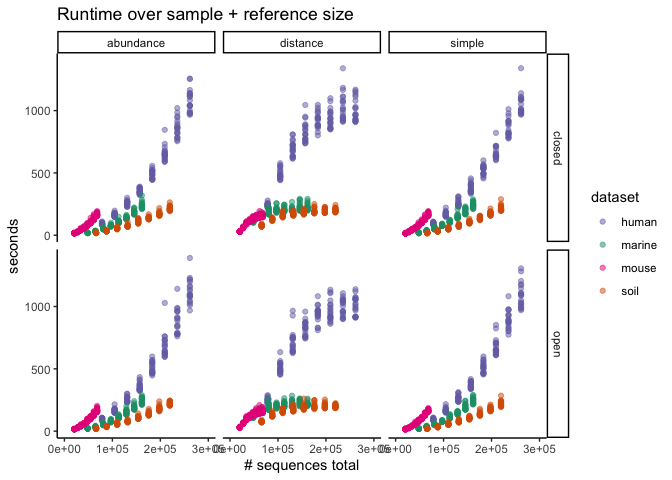 Runtime over sample + reference size
abundance
distance
simple
1000
500
0
closed
1000
500
0
open
0e+00
1e+05
2e+05
3e+05
0e+00
1e+05
2e+05
3e+05
0e+00
1e+05
2e+05
3e+05
# sequences total
seconds
dataset
human
marine
mouse
soil